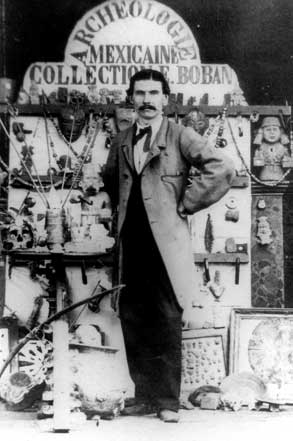 ARCHEOLOGIE
MEXICAINE
COLLECTION E. BOBAN